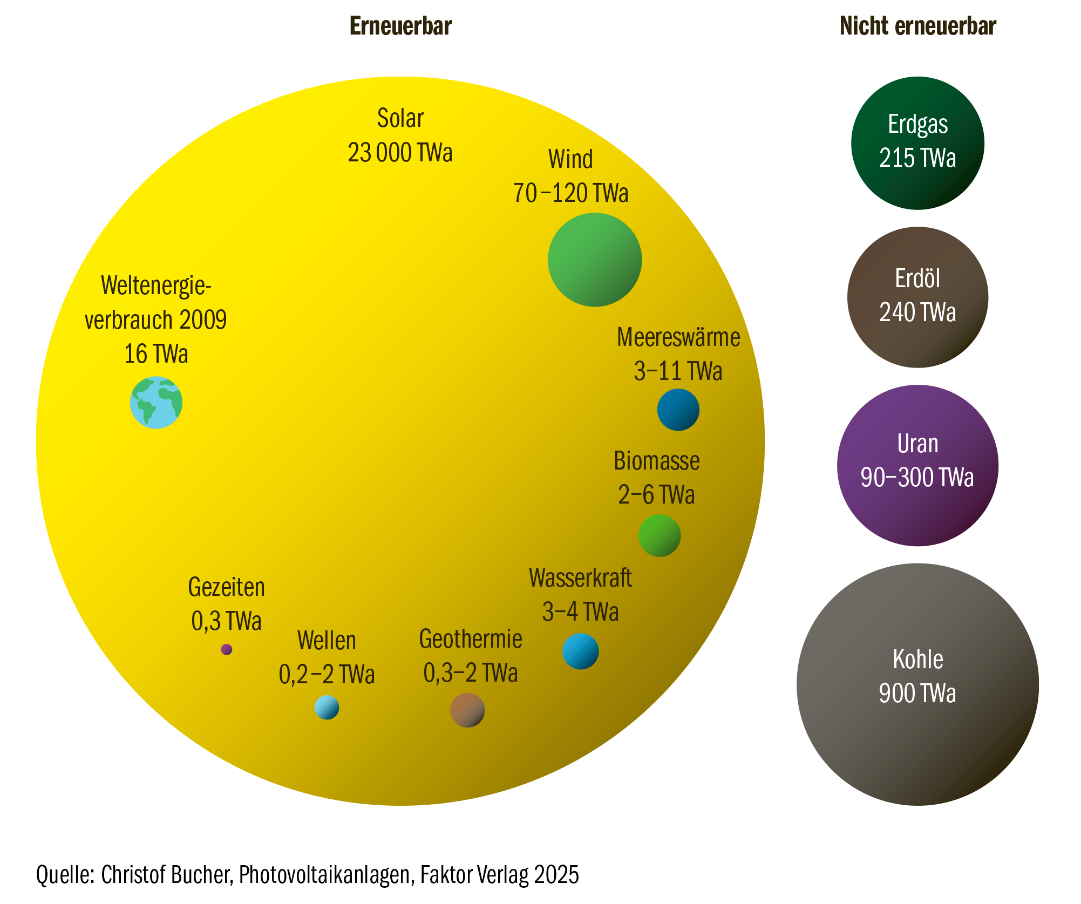 Erneuerbar
Nicht erneuerbar
Solar
23 000 TWa
Wind
70–120 TWa
Weltenergie-
verbrauch 2009
16 TWa
Meereswärme
3–11 TWa
Biomasse
2–6 TWa
Wasserkraft
3–4 TWa
Gezeiten
0,3 TWa
Wellen
0,2–2 TWa
Geothermie
0,3–2 TWa
Erdgas
215 TWa
Erdöl
240 TWa
Uran
90–300 TWa
Kohle
900 TWa
Quelle: Christof Bucher, Photovoltaikanlagen, Faktor Verlag 2025